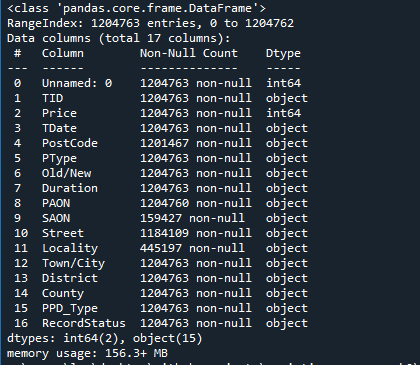 <class 'pandas.core.frame.DataFrame'>
RangeIndex: 1204763 entries, 0 to 1204762
Data columns (total 17 columns):
 #   Column         Non-Null Count    Dtype
---  ------         --------------    -----
 0   Unnamed: 0     1204763 non-null  int64
 1   TID            1204763 non-null  object
 2   Price          1204763 non-null  int64
 3   TDate          1204763 non-null  object
 4   PostCode       1201467 non-null  object
 5   PType          1204763 non-null  object
 6   Old/New        1204763 non-null  object
 7   Duration       1204763 non-null  object
 8   PAON           1204760 non-null  object
 9   SAON           159427 non-null   object
 10  Street         1184109 non-null  object
 11  Locality       445197 non-null   object
 12  Town/City      1204763 non-null  object
 13  District       1204763 non-null  object
 14  County         1204763 non-null  object
 15  PPD_Type       1204763 non-null  object
 16  RecordStatus   1204763 non-null  object
dtypes: int64(2), object(15)
memory usage: 156.3+ MB